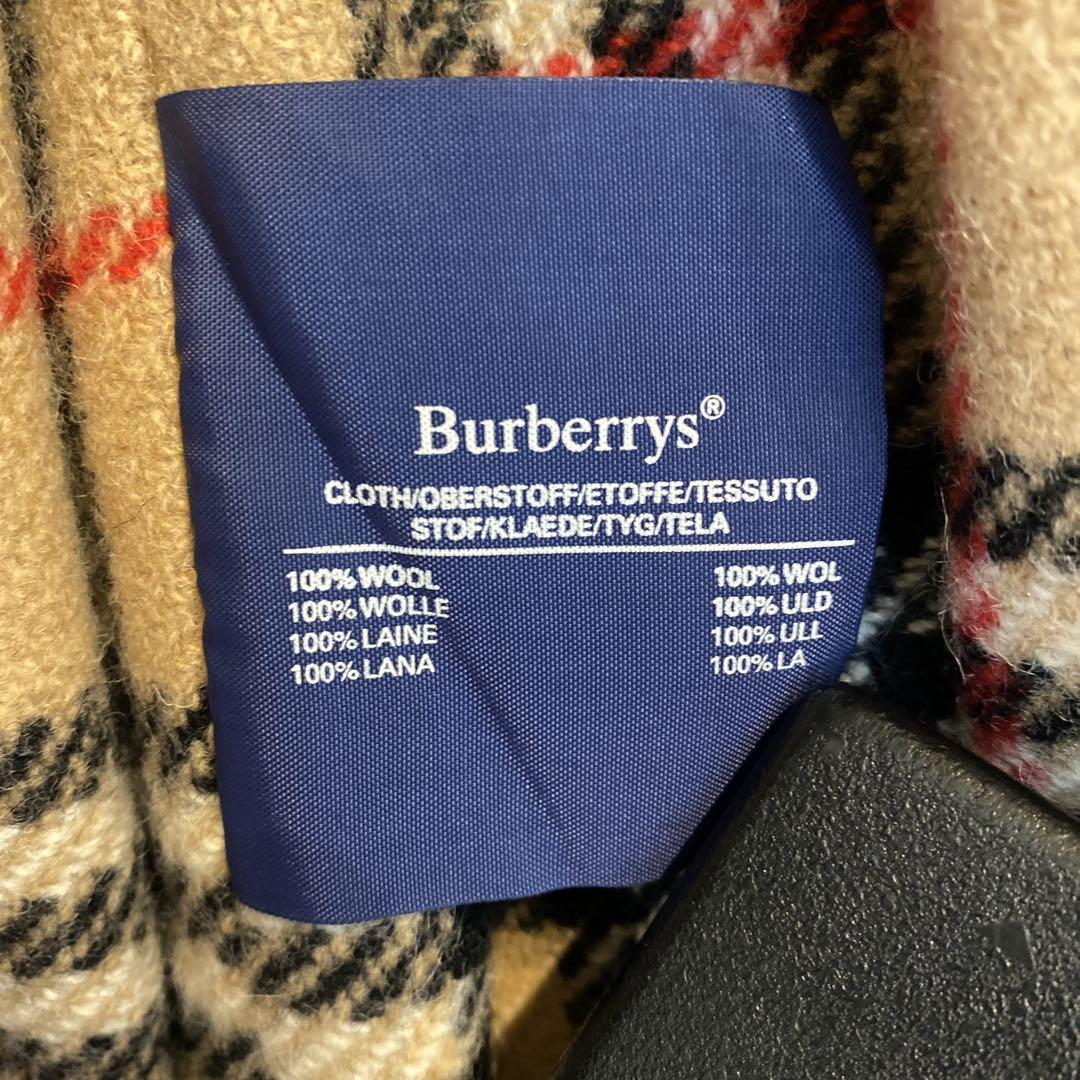 Burberrys®
CLOTH/OBERSTOFF/ETOFFE/TESSUTO
STOF/KLAEDE/TYG/TELA
100% WOOL
100% WOLLE
100% LAINE
100% LANA
100% WOL
100% ULD
100% ULL
100% LA